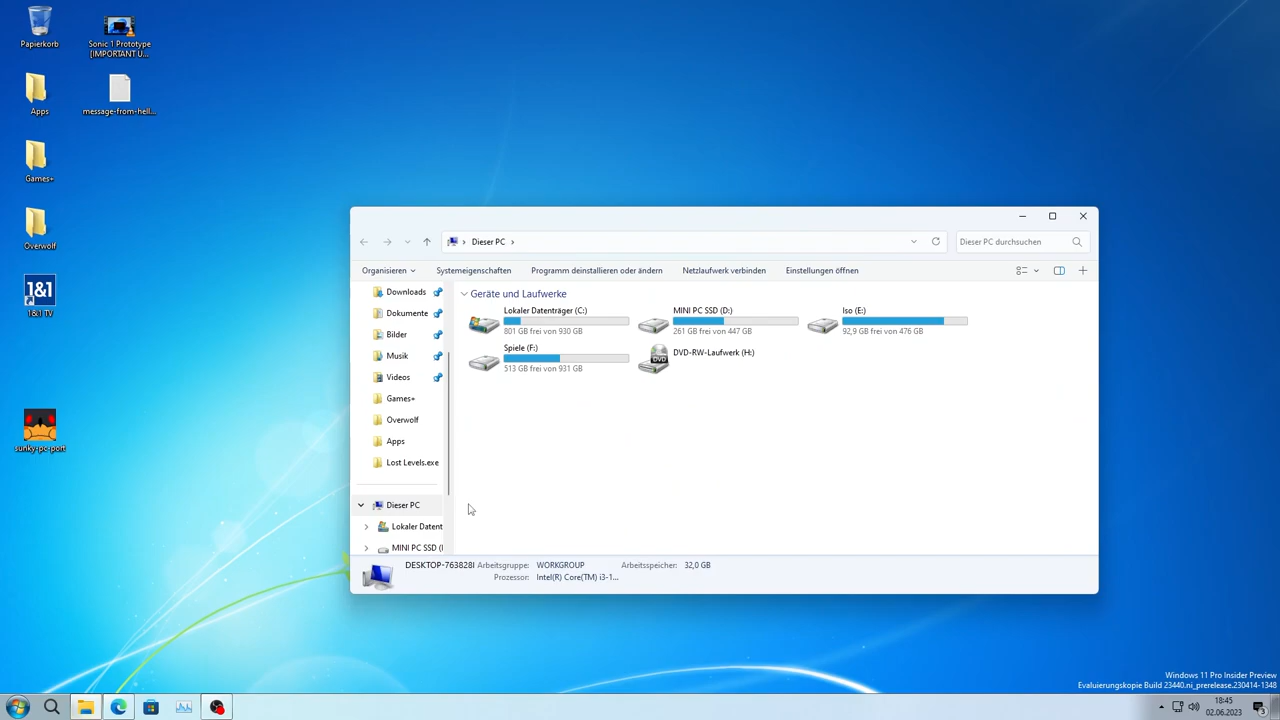 Papierkorb
Sonic 1 Prototype
[IMPORTANT U...
Apps
message-from-hell...
Games+
Overwolf
1&1
1&1 TV
sunky-pc-port
Dieser PC
Dieser PC durchsuchen
Organisieren
Systemeigenschaften
Programm deinstallieren oder ändern
Netzlaufwerk verbinden
Einstellungen öffnen
Downloads
Dokumente
Bilder
Musik
Videos
Games+
Overwolf
Apps
Lost Levels.exe
Dieser PC
Lokaler Datent
MINI PC SSD (
Geräte und Laufwerke
Lokaler Datenträger (C:)
801 GB frei von 930 GB
MINI PC SSD (D:)
261 GB frei von 447 GB
Iso (E:)
92,9 GB frei von 476 GB
Spiele (F:)
513 GB frei von 931 GB
DVD
DVD-RW-Laufwerk (H:)
DESKTOP-763828I Arbeitsgruppe: WORKGROUP Arbeitsspeicher: 32,0 GB
Prozessor: Intel(R) Core(TM) i3-1...
Windows 11 Pro Insider Preview
Evaluierungskopie Build 23440.ni_prerelease.230414-1348
18:45
02.06.2023
3